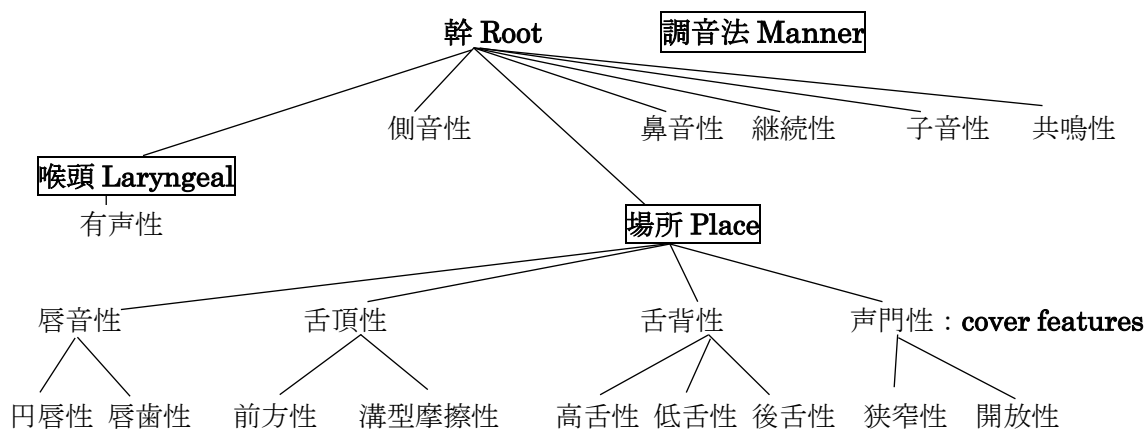 幹 Root 調音法 Manner
側音性 鼻音性 継続性 子音性 共鳴性
喉頭 Laryngeal
有声性
場所 Place
唇音性 舌頂性 舌背性 声門性：cover features
円唇性 唇歯性 前方性 溝型摩擦性 高舌性 低舌性 後舌性 狭窄性 開放性